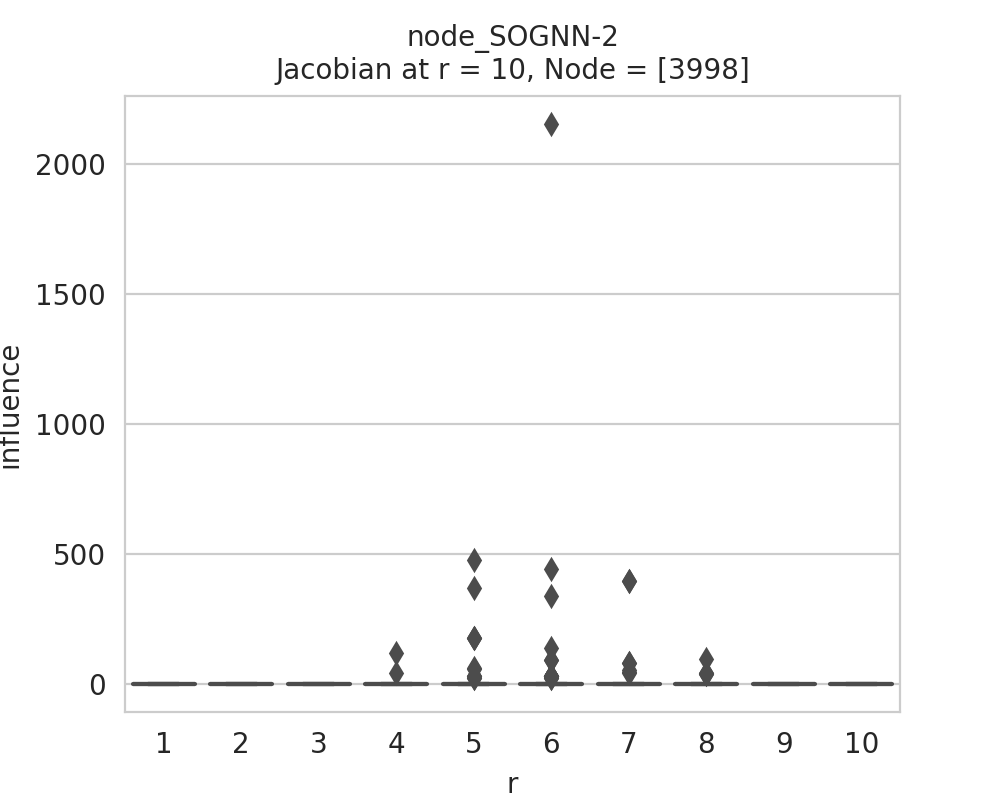 node_SOGNN-2
Jacobian at r = 10, Node = [3998]
2000
1500
1000
500
0
influence
1 2 3 4 5 6 7 8 9 10
r